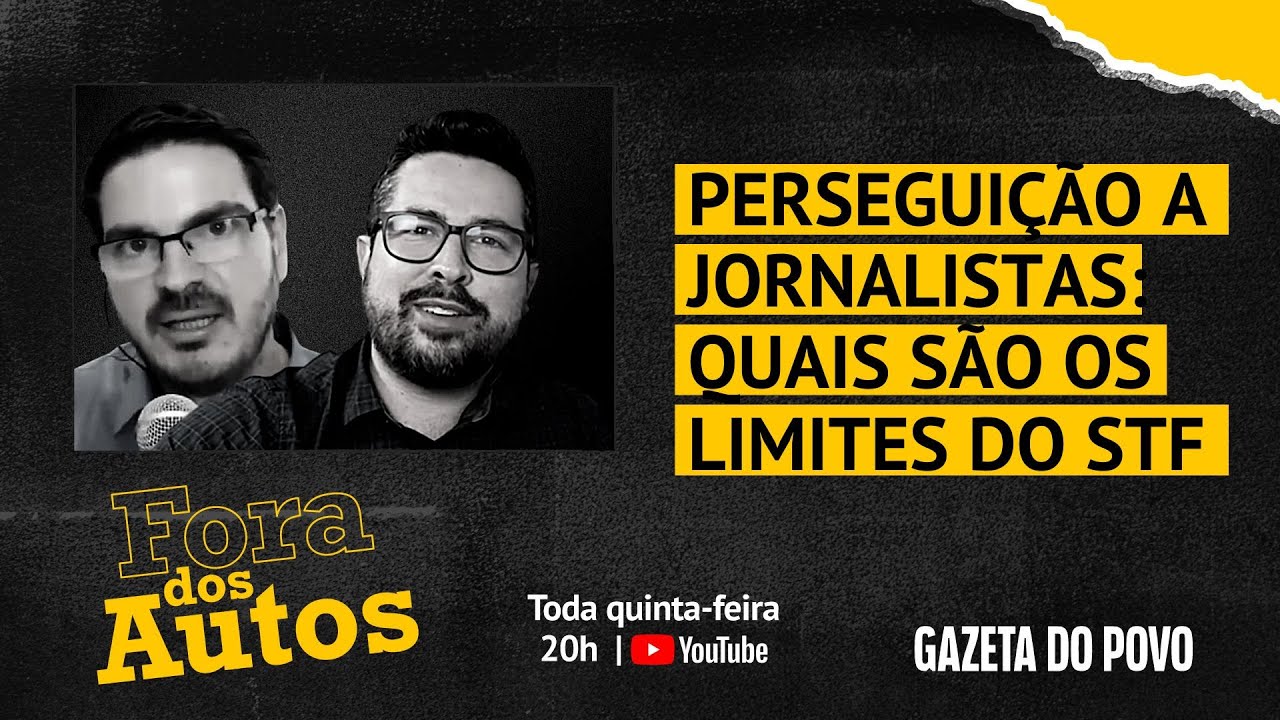 PERSEGUIÇÃO A
JORNALISTAS:
QUAIS SÃO OS
LIMITES DO STF
Fora
dos
Autos
Toda quinta-feira
20h | YouTube
GAZETA DO POVO